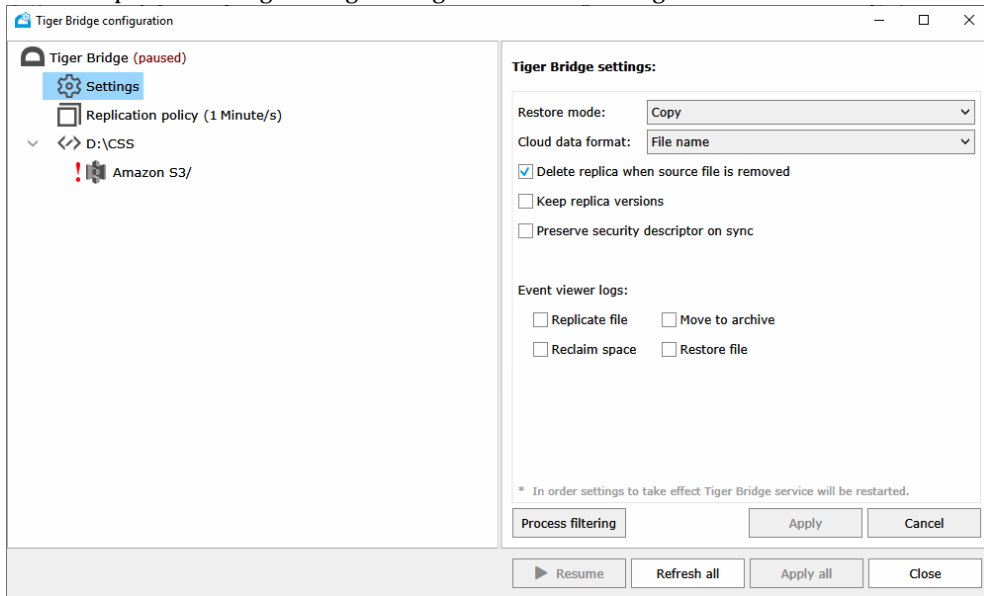 Tiger Bridge configuration
Tiger Bridge (paused)
Settings
Replication policy (1 Minute/s)
D:\CSS
Amazon S3/
Tiger Bridge settings:
Restore mode: Copy
Cloud data format: File name
Delete replica when source file is removed
Keep replica versions
Preserve security descriptor on sync
Event viewer logs:
Replicate file Move to archive
Reclaim space Restore file
* In order settings to take effect Tiger Bridge service will be restarted.
Process filtering Apply Cancel
Resume Refresh all Apply all Close